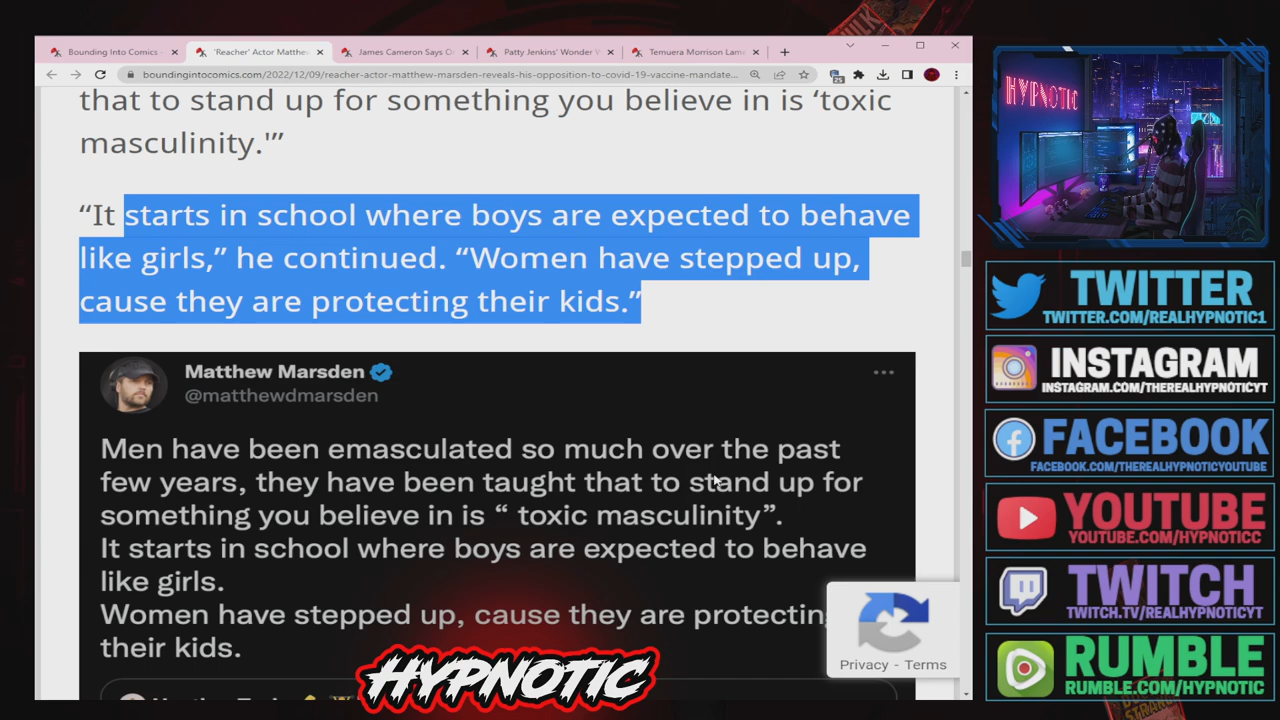 Bounding Into Comics -
'Reacher' Actor Matthew
James Cameron Says
Patty Jenkins' Wonder
Temuera Morrison Lam
boundingintocomics.com/2022/12/09/reacher-actor-matthew-marsden-reveals-his-opposition-to-covid-19-vaccine-mandate...
that to stand up for something you believe in is ‘toxic
masculinity.'”
“It starts in school where boys are expected to behave
like girls,” he continued. “Women have stepped up,
cause they are protecting their kids.”
Matthew Marsden
@matthewdmarsden
Men have been emasculated so much over the past
few years, they have been taught that to stand up for
something you believe in is “ toxic masculinity”.
It starts in school where boys are expected to behave
like girls.
Women have stepped up, cause they are protecting
their kids.
Privacy - Terms
HYPNOTIC
HYPNOTIC
TWITTER
TWITTER.COM/REALHYPNOTIC1
INSTAGRAM
INSTAGRAM.COM/THEREALHYPNOTICYT
FACEBOOK
FACEBOOK.COM/THEREALHYPNOTICYOUTUBE
YOUTUBE
YOUTUBE.COM/HYPNOTICC
TWITCH
TWITCH.TV/REALHYPNOTICYT
RUMBLE
RUMBLE.COM/HYPNOTIC